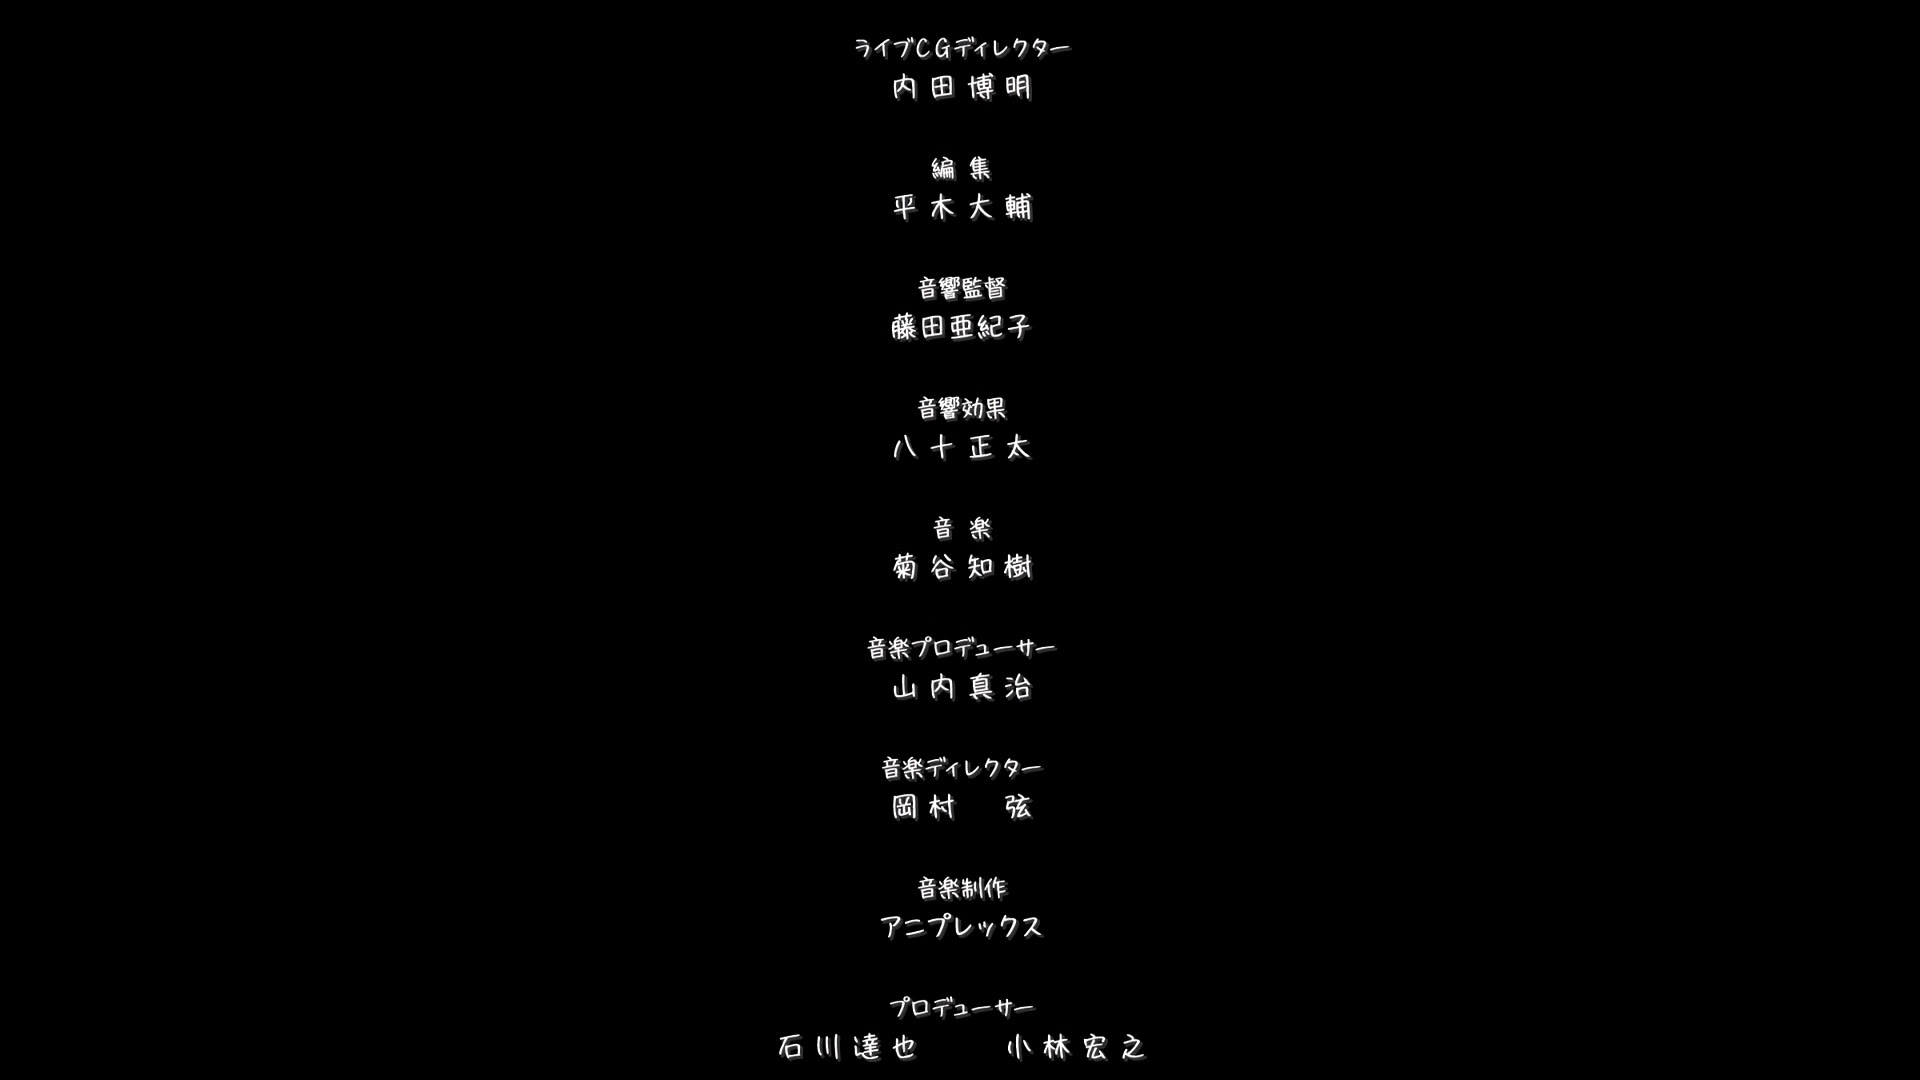 ライブCGディレクター
内田博明
編集
平木大輔
音響監督
藤田亜紀子
音響効果
八十正太
音楽
菊谷知樹
音楽プロデューサー
山内真治
音楽ディレクター
岡村 弦
音楽制作
アニプレックス
プロデューサー
石川達也 小林宏之